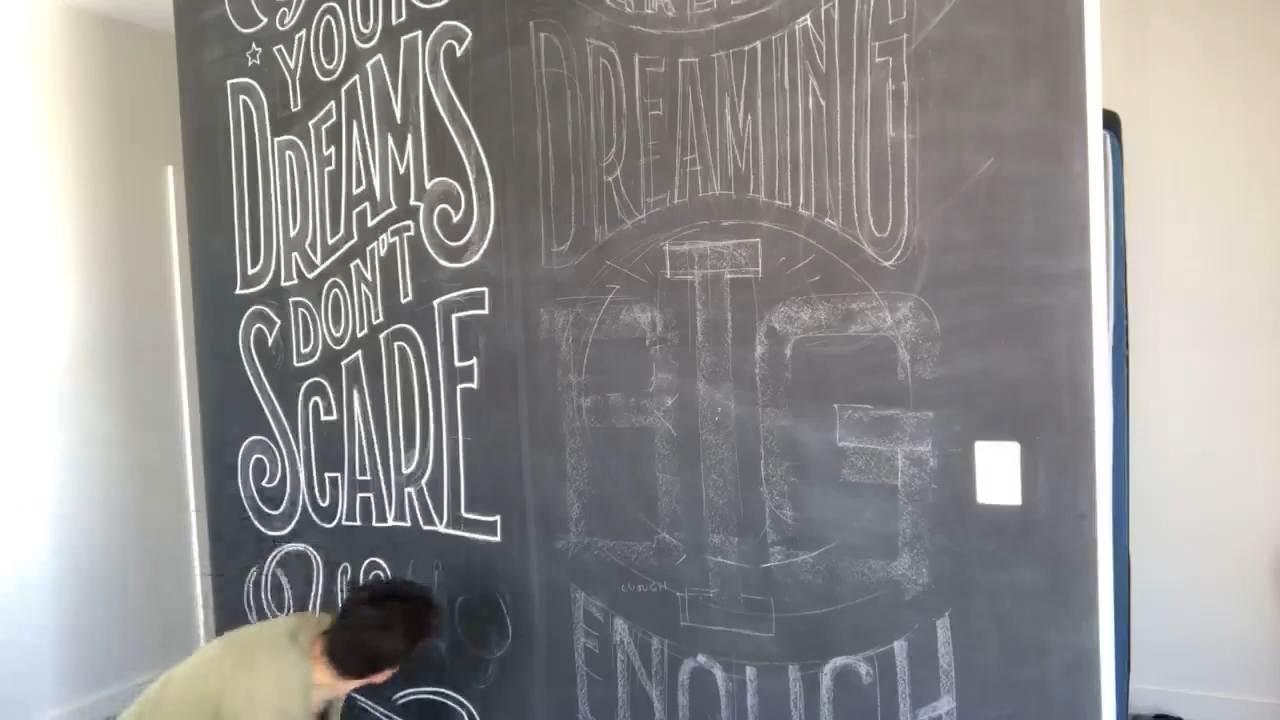 YOUR
DREAMS
DON'T
SCARE
DREAMING
BIG
ENOUGH
ENOUGH